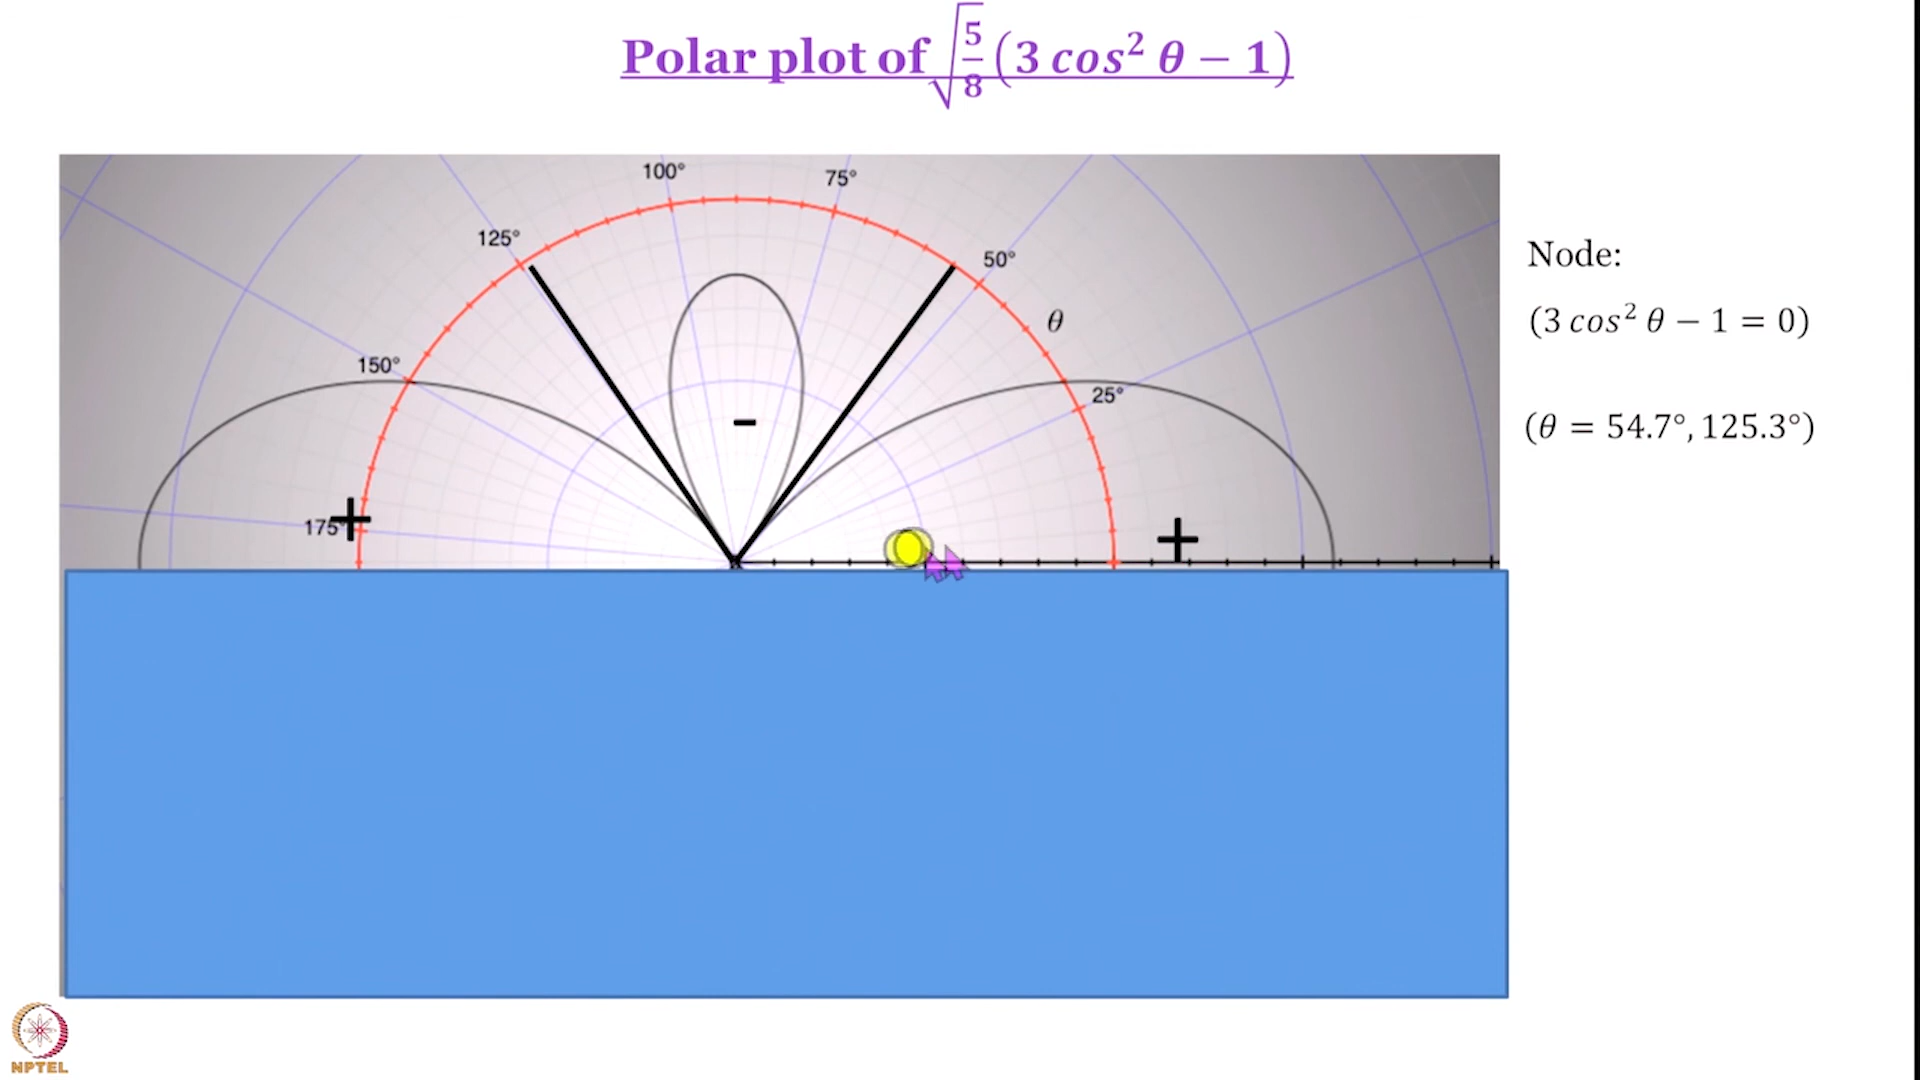 Polar plot of √5/8 (3 cos² θ − 1)
100°
75°
125°
50°
θ
150°
25°
175°
-
+
+
Node:
(3 cos² θ − 1 = 0)
(θ = 54.7°, 125.3°)
NPTEL